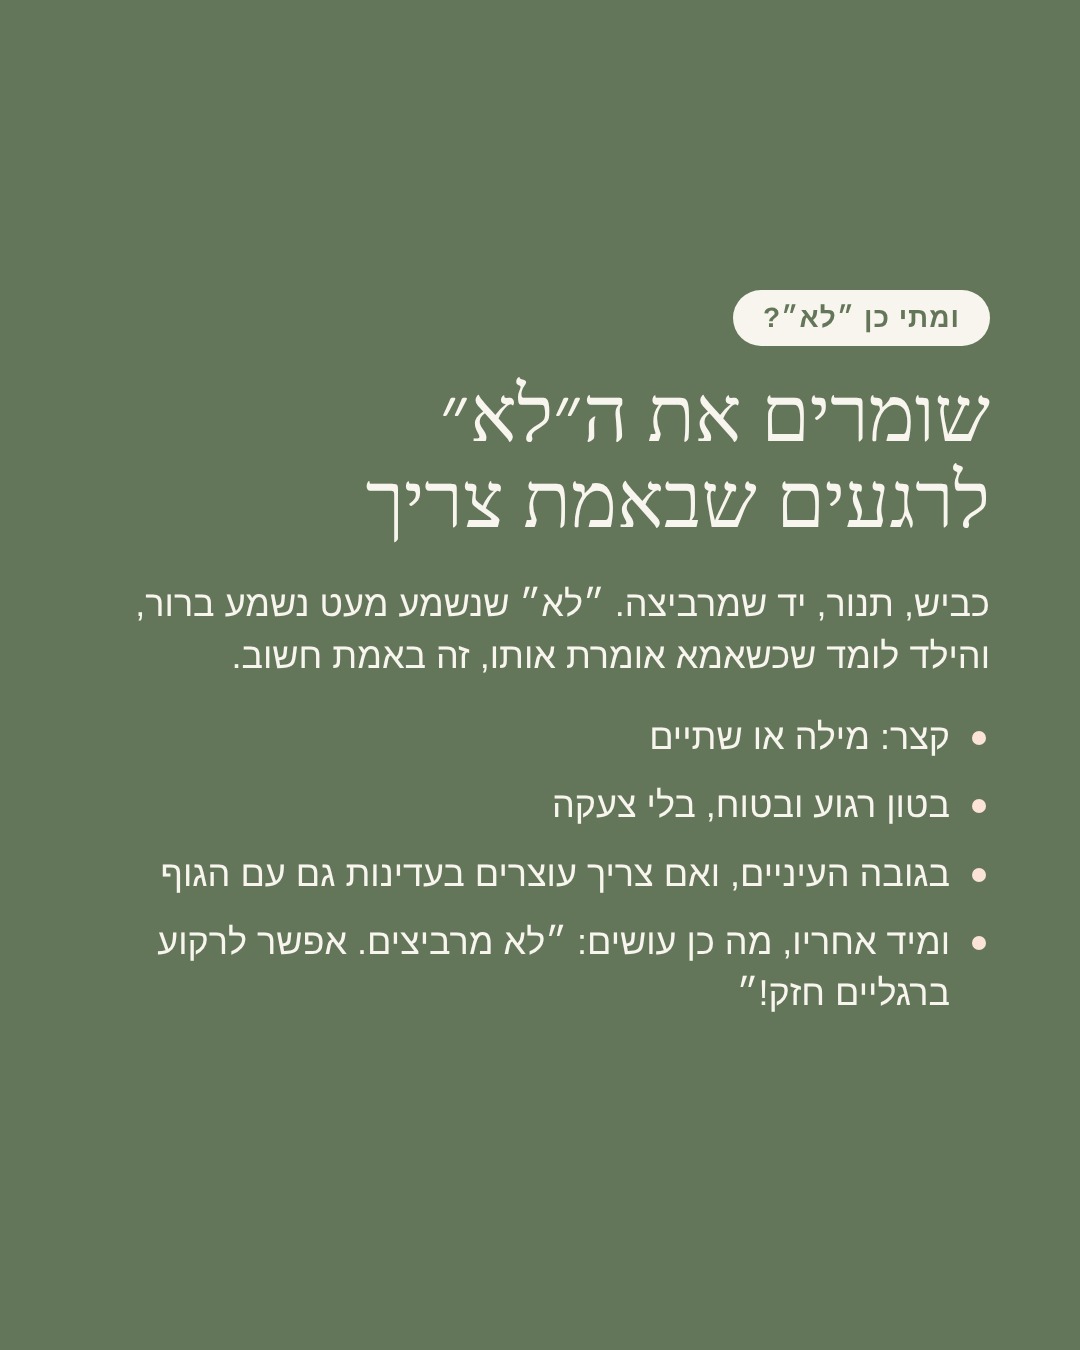 ומתי כן ״לא״?
שומרים את ה״לא״
לרגעים שבאמת צריך
כביש, תנור, יד שמרביצה. ״לא״ שנשמע מעט נשמע ברור,
והילד לומד שכשאמא אומרת אותו, זה באמת חשוב.
• קצר: מילה או שתיים
• בטון רגוע ובטוח, בלי צעקה
• בגובה העיניים, ואם צריך עוצרים בעדינות גם עם הגוף
• ומיד אחריו, מה כן עושים: ״לא מרביצים. אפשר לרקוע
ברגליים חזק!״